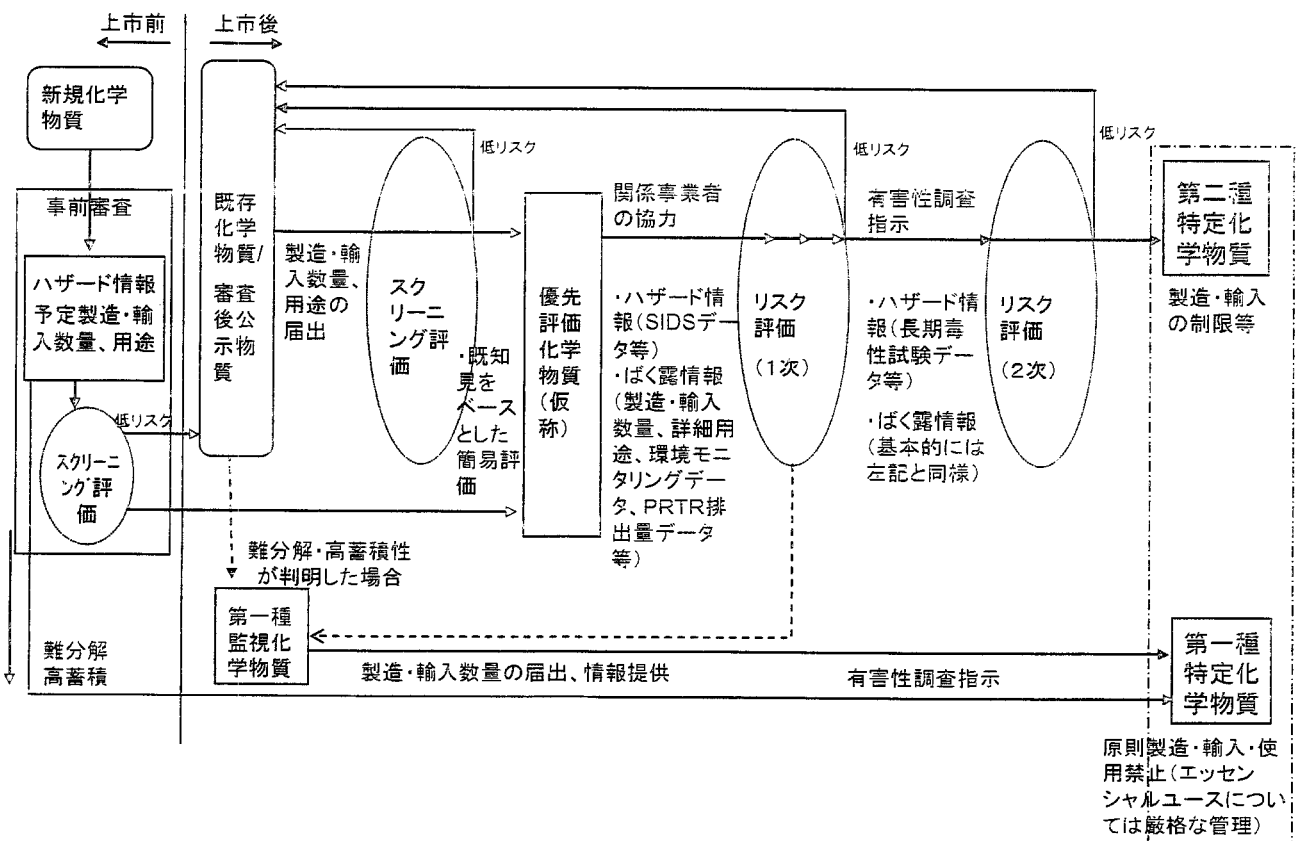 上市前
上市後
新規化学
物質
事前審査
ハザード情報
予定製造・輸
入数量、用途
低リスク
スクリーニ
ング評
価
難分解
高蓄積
既存
化学
物質/
審査
後公
示物
質
製造・輸
入数量、
用途の
届出
スク
リーニ
ング評
価
・既知
見を
ベース
とした
簡易評
価
低リスク
優先
評価
化学
物質
(仮
称)
関係事業者
の協力
・ハザード情
報(SIDSデー
タ等)
・ばく露情報
(製造・輸入
数量、詳細用
途、環境モニ
タリングデー
タ、PRTR排
出量データ
等)
リスク
評価
(1次)
低リスク
有害性調査
指示
・ハザード情
報(長期毒
性試験デー
タ等)
・ばく露情報
(基本的には
左記と同様)
リスク
評価
(2次)
低リスク
第二種
特定化
学物質
製造・輸入
の制限等
難分解・高蓄積性
が判明した場合
第一種
監視化
学物質
製造・輸入数量の届出、情報提供
有害性調査指示
第一種
特定化
学物質
原則製造・輸入・使
用禁止(エッセン
シャルユースについ
ては厳格な管理)